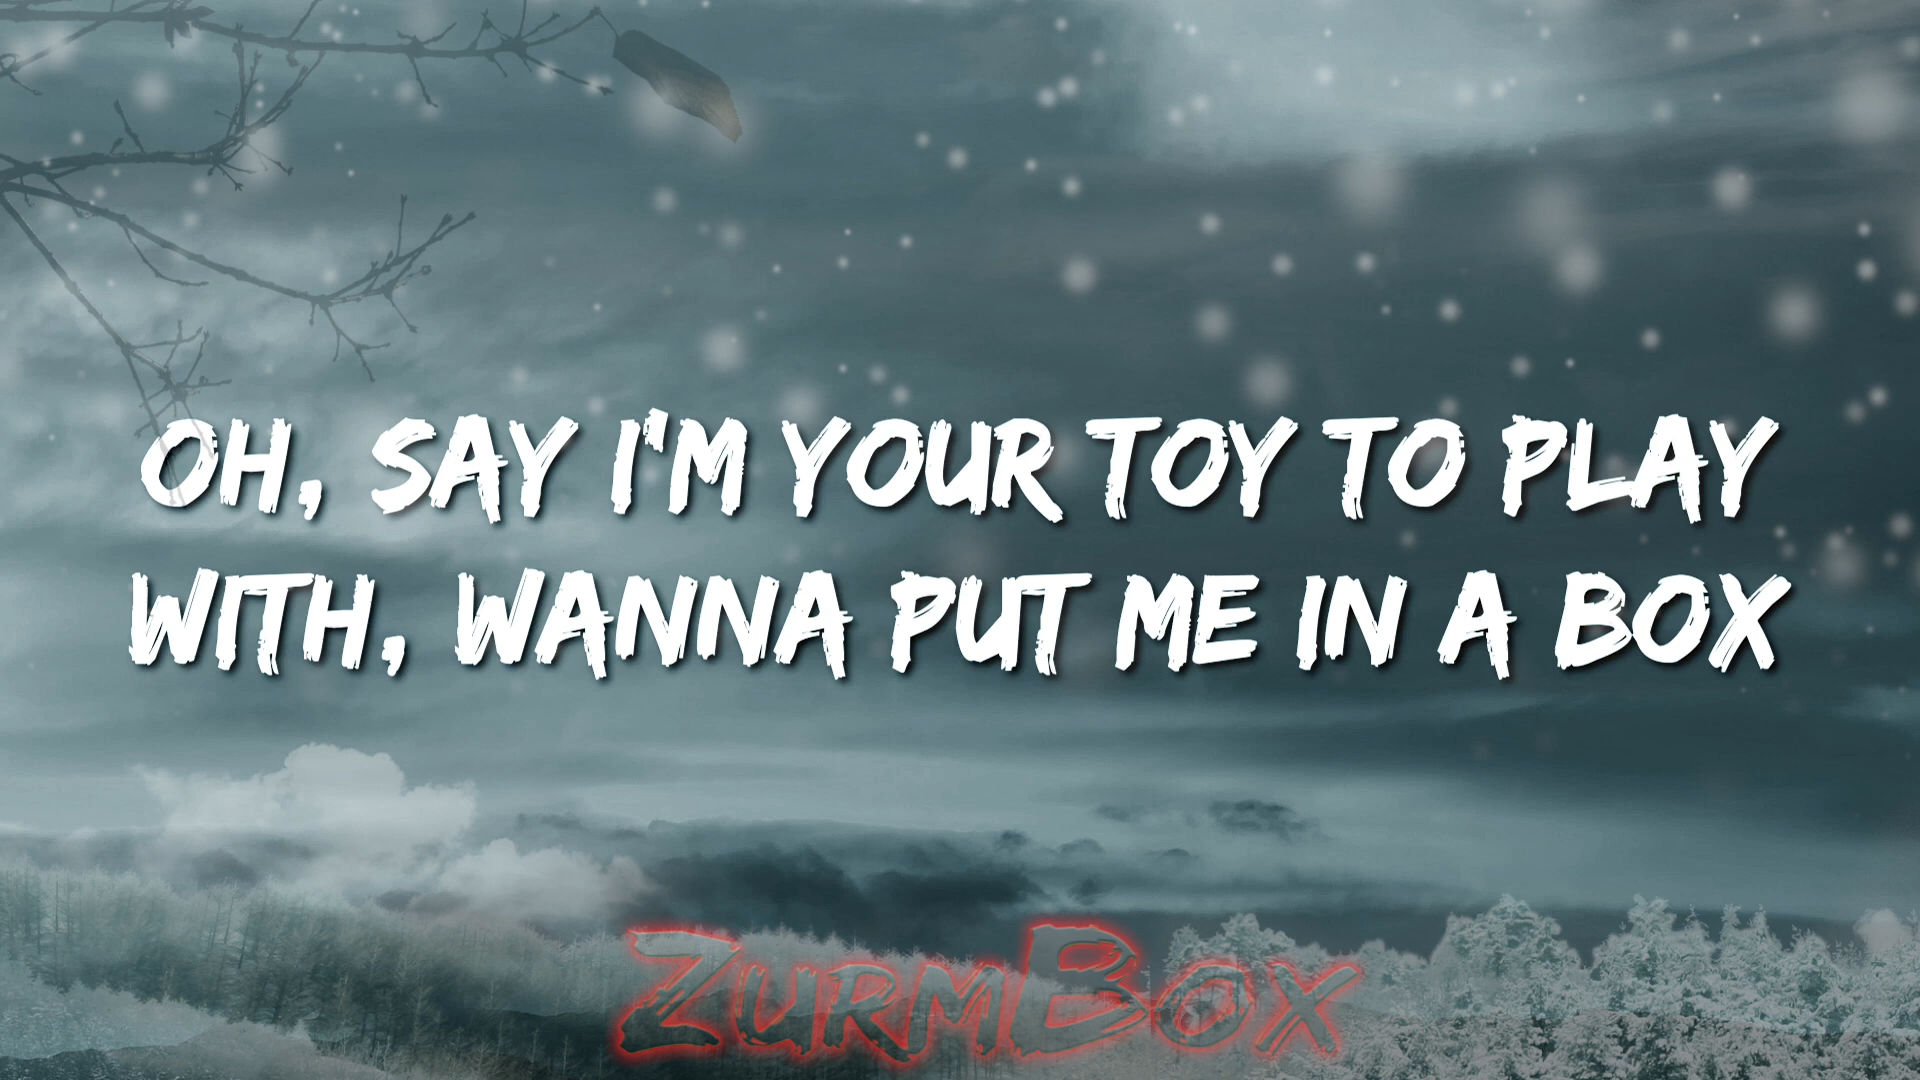 OH, SAY I'M YOUR TOY TO PLAY
WITH, WANNA PUT ME IN A BOX
ZURMBOX